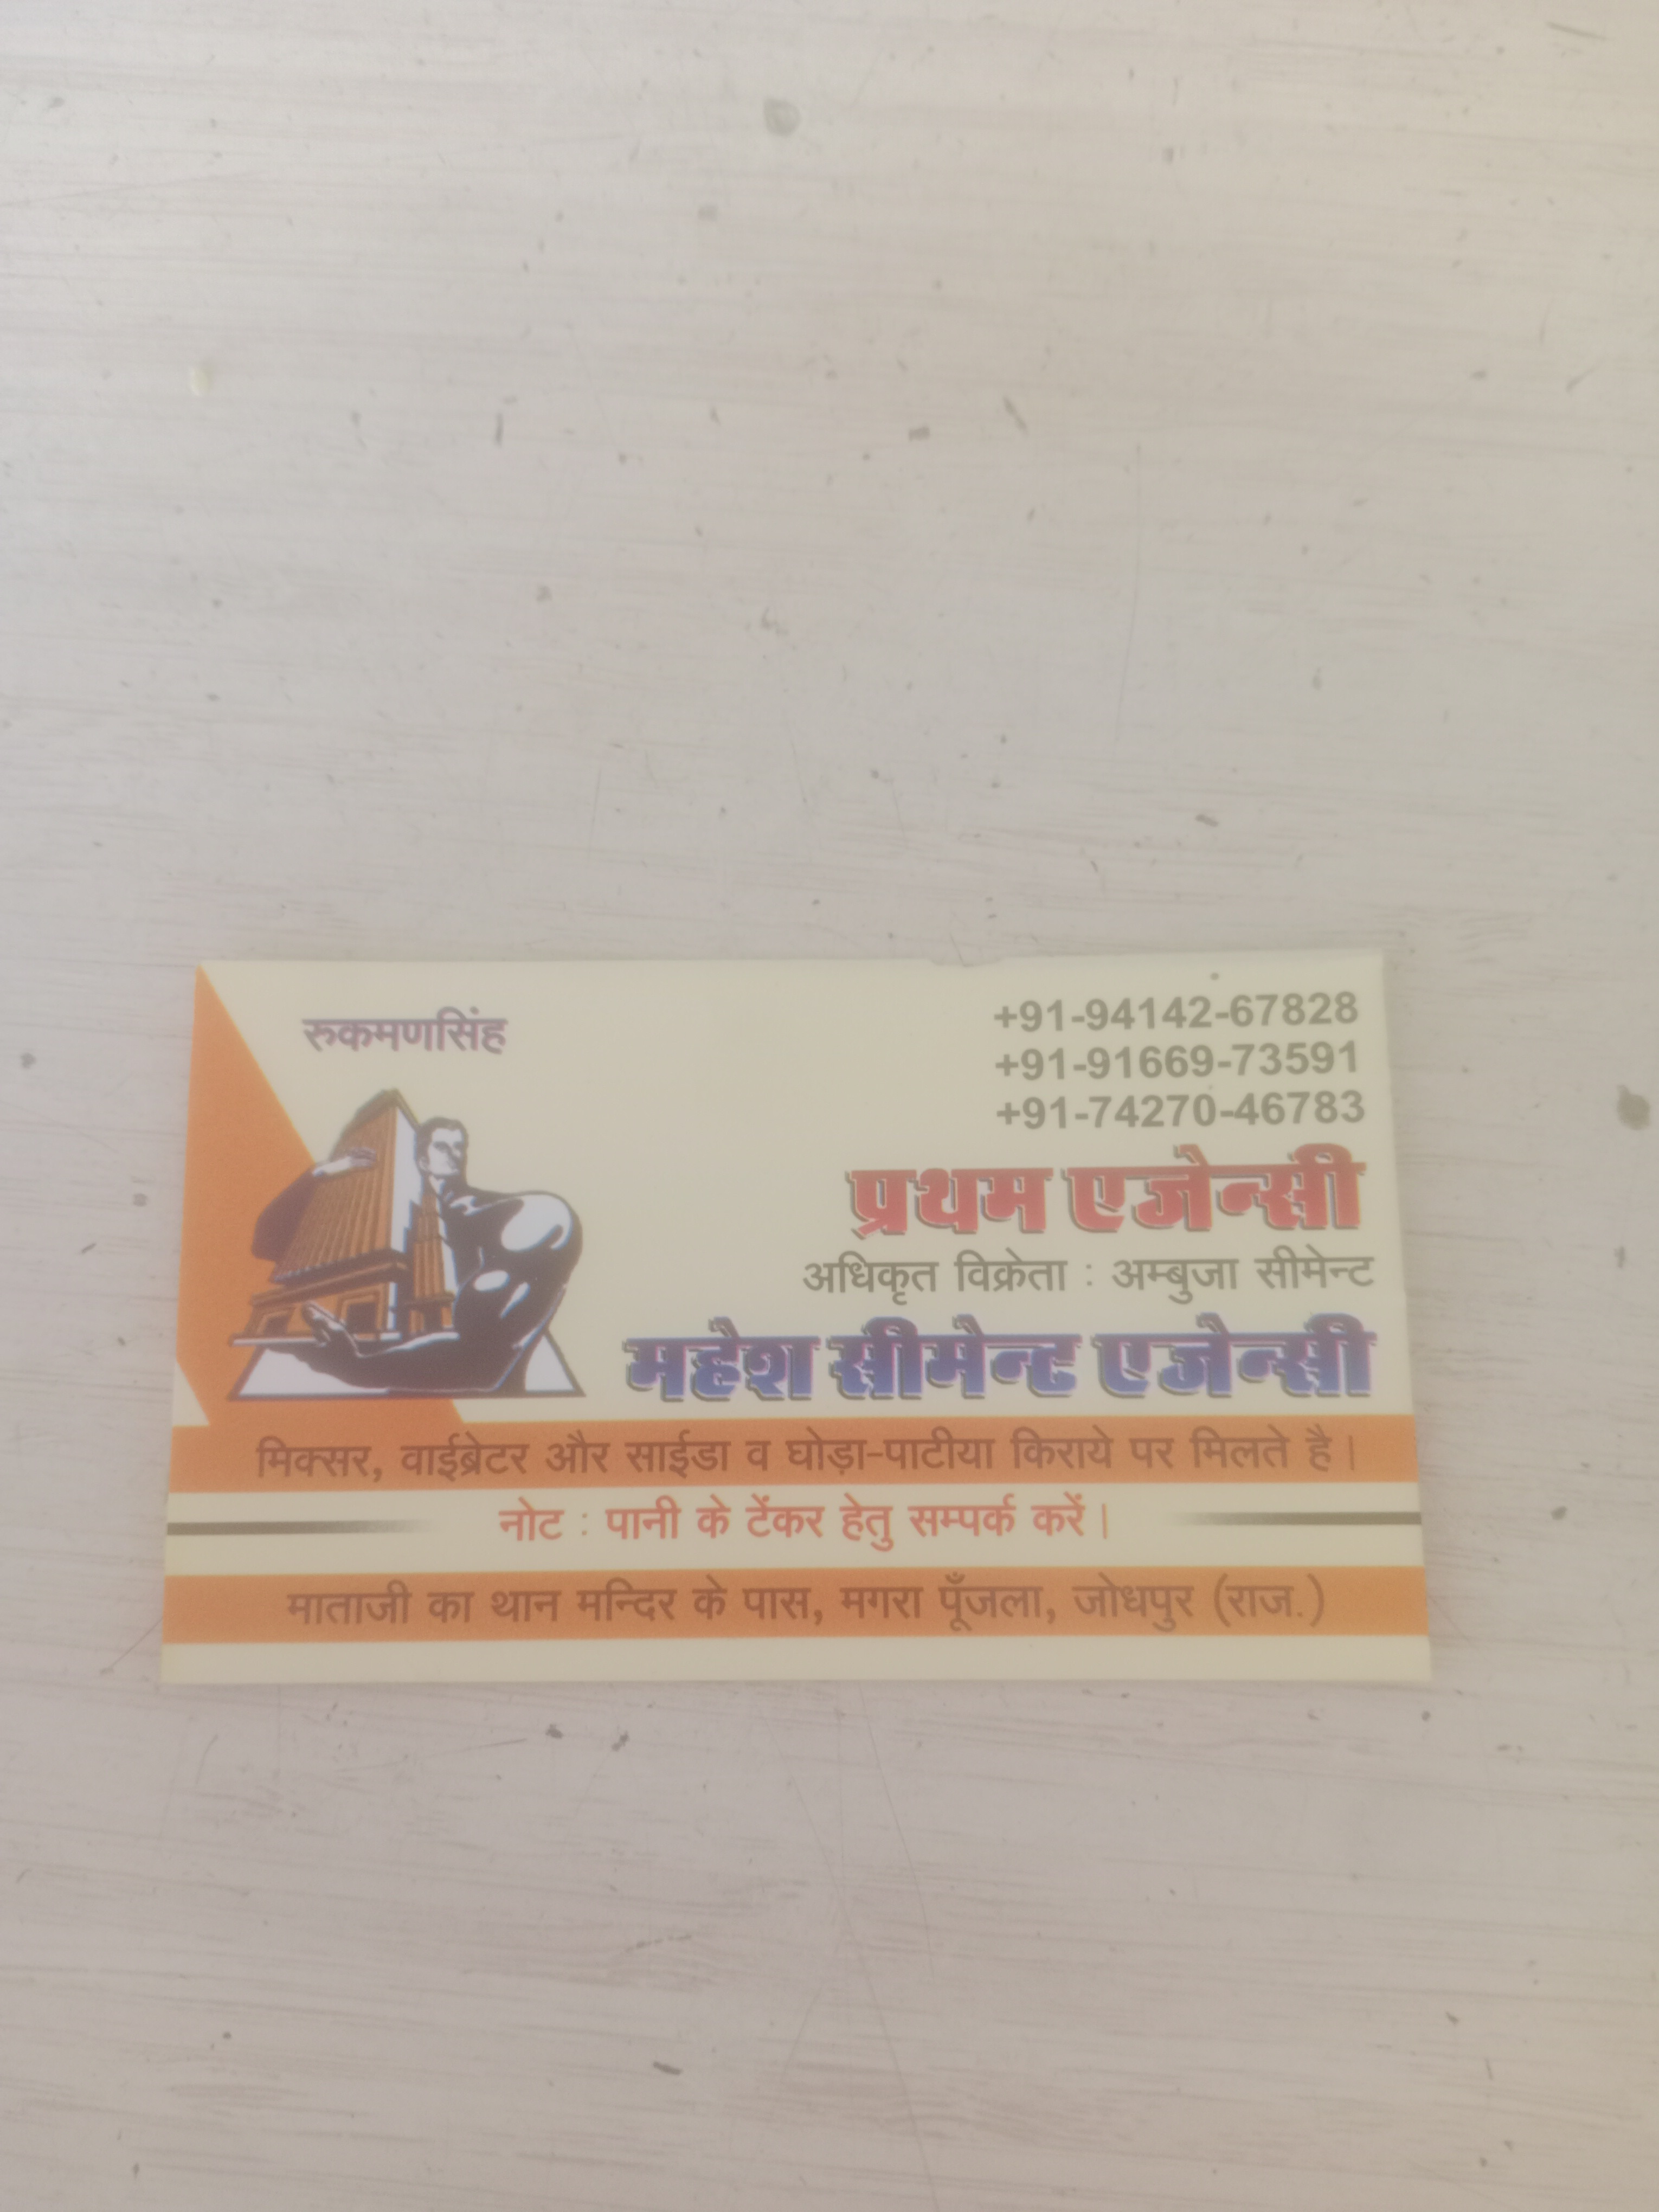 रुकमणसिंह
+91-94142-67828
+91-91669-73591
+91-74270-46783
प्रथम एजेन्सी
अधिकृत विक्रेता : अम्बुजा सीमेन्ट
महेश सीमेन्ट एजेन्सी
मिक्सर, वाईब्रेटर और साईडा व घोड़ा-पाटीया किराये पर मिलते है।
नोट : पानी के टेंकर हेतु सम्पर्क करें।
माताजी का थान मन्दिर के पास, मगरा पूँजला, जोधपुर (राज.)